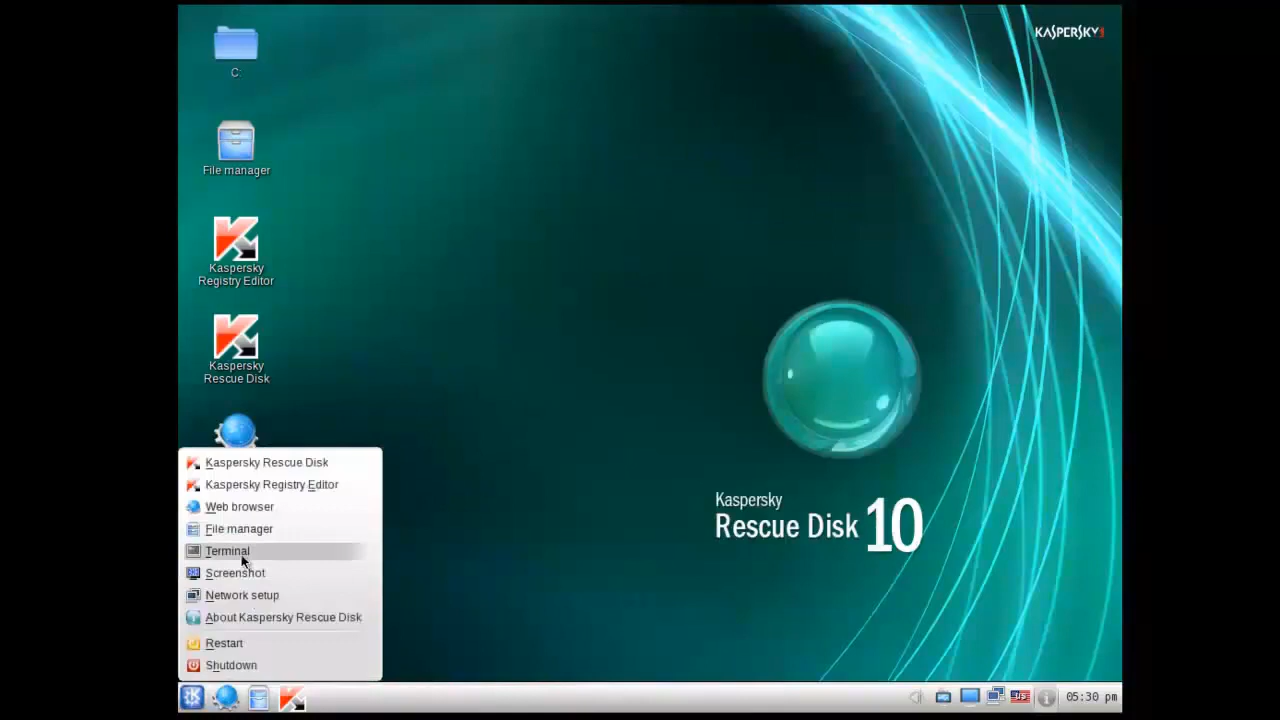 KASPERSKY
C:
File manager
Kaspersky
Registry Editor
Kaspersky
Rescue Disk
Kaspersky
Rescue Disk 10
Kaspersky Rescue Disk
Kaspersky Registry Editor
Web browser
File manager
Terminal
Screenshot
Network setup
About Kaspersky Rescue Disk
Restart
Shutdown
US
05:30 pm